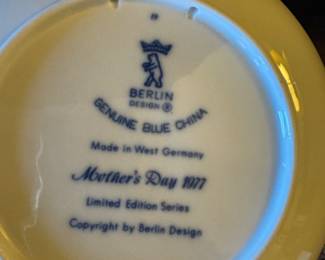 BERLIN
DESIGN ®
GENUINE BLUE CHINA
Made in West Germany
Mother's Day 1977
Limited Edition Series
Copyright by Berlin Design